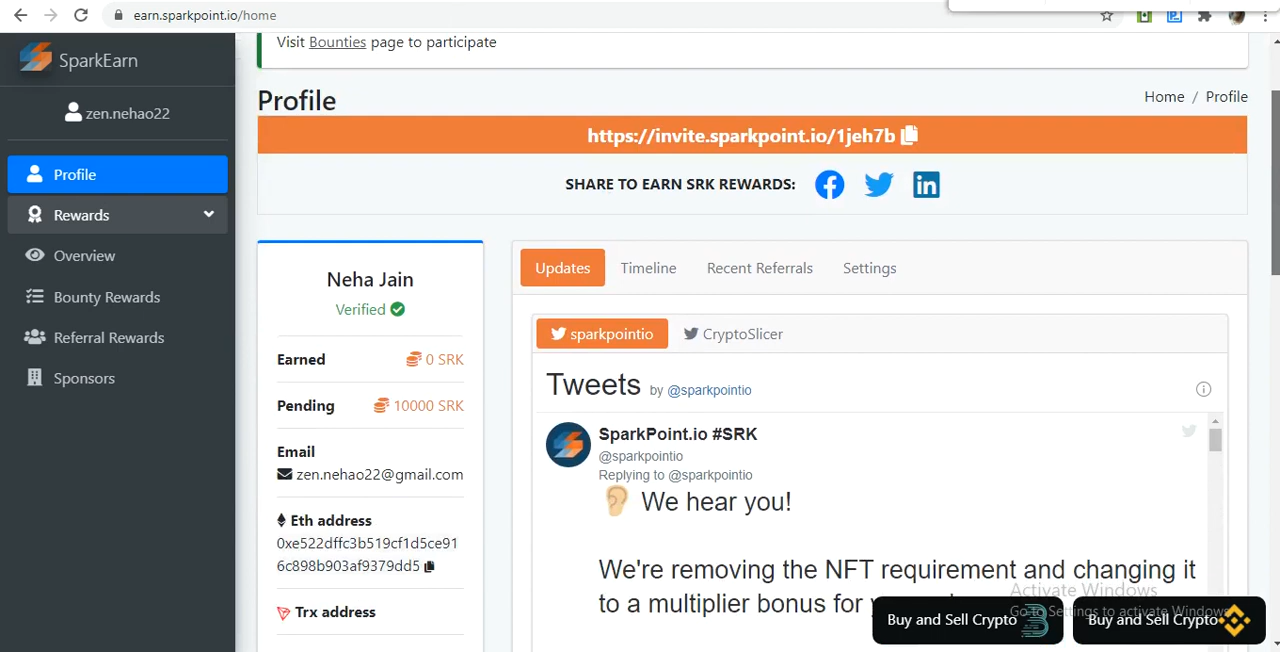 earn.sparkpoint.io/home
SparkEarn
zen.nehao22
Profile
Rewards
Overview
Bounty Rewards
Referral Rewards
Sponsors
Visit Bounties page to participate
Profile
Home / Profile
https://invite.sparkpoint.io/1jeh7b
SHARE TO EARN SRK REWARDS:
Neha Jain
Verified
Earned 0 SRK
Pending 10000 SRK
Email
zen.nehao22@gmail.com
Eth address
0xe522dffc3b519cf1d5ce91
6c898b903af9379dd5
Trx address
Updates Timeline Recent Referrals Settings
sparkpointio CryptoSlicer
Tweets by @sparkpointio
SparkPoint.io #SRK
@sparkpointio
Replying to @sparkpointio
👂🏼 We hear you!
We're removing the NFT requirement and changing it
to a multiplier bonus for
Activate Windows
Go to Settings to activate Windows.
Buy and Sell Crypto
Buy and Sell Crypto